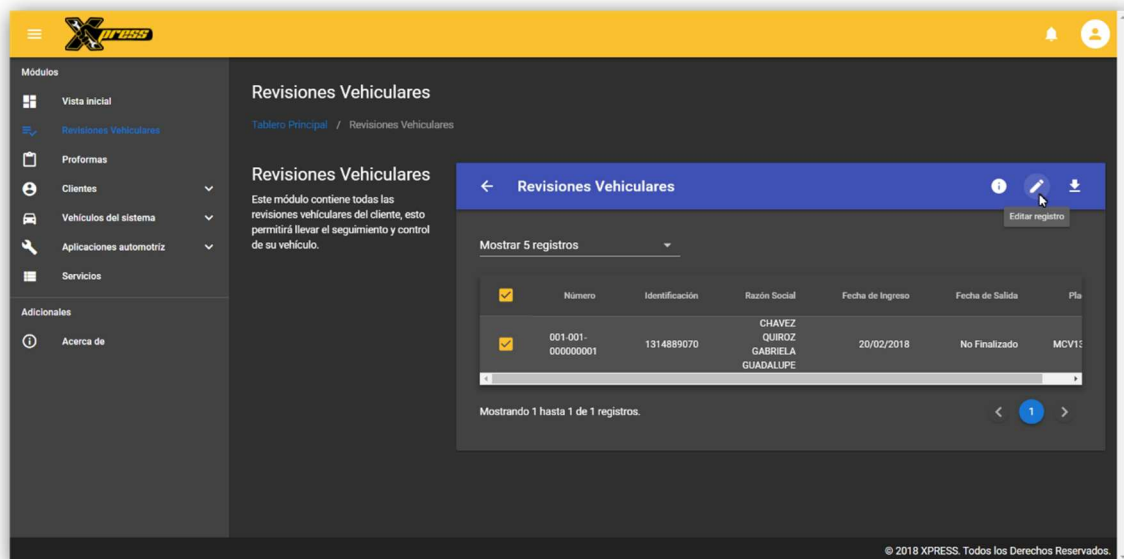 Xpress
Módulos
Vista inicial
Revisiones Vehiculares
Proformas
Clientes
Vehículos del sistema
Aplicaciones automotríz
Servicios
Adicionales
Acerca de
Revisiones Vehiculares
Tablero Principal / Revisiones Vehiculares
Revisiones Vehiculares
Este módulo contiene todas las
revisiones vehículares del cliente, esto
permitirá llevar el seguimiento y control
de su vehículo.
Revisiones Vehiculares
Editar registro
Mostrar 5 registros
Número Identificación Razón Social Fecha de Ingreso Fecha de Salida Pla
001-001-
000000001
1314889070
CHAVEZ
QUIROZ
GABRIELA
GUADALUPE
20/02/2018
No Finalizado
MCV13
Mostrando 1 hasta 1 de 1 registros.
1
© 2018 XPRESS. Todos los Derechos Reservados.